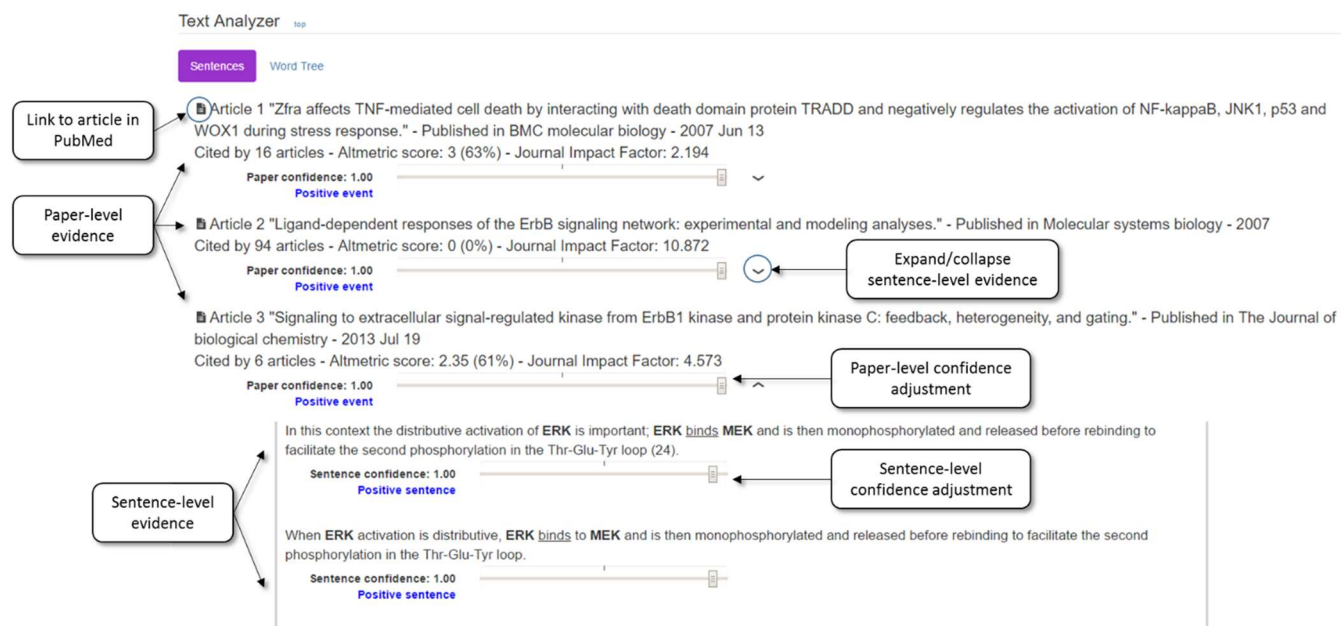 Text Analyzer top
Sentences Word Tree
Link to article in
PubMed
Article 1 "Zfra affects TNF-mediated cell death by interacting with death domain protein TRADD and negatively regulates the activation of NF-kappaB, JNK1, p53 and
WOX1 during stress response." - Published in BMC molecular biology - 2007 Jun 13
Cited by 16 articles - Altmetric score: 3 (63%) - Journal Impact Factor: 2.194
Paper confidence: 1.00
Positive event
Paper-level
evidence
Article 2 "Ligand-dependent responses of the ErbB signaling network: experimental and modeling analyses." - Published in Molecular systems biology - 2007
Cited by 94 articles - Altmetric score: 0 (0%) - Journal Impact Factor: 10.872
Paper confidence: 1.00
Positive event
Expand/collapse
sentence-level evidence
Article 3 "Signaling to extracellular signal-regulated kinase from ErbB1 kinase and protein kinase C: feedback, heterogeneity, and gating." - Published in The Journal of
biological chemistry - 2013 Jul 19
Cited by 6 articles - Altmetric score: 2.35 (61%) - Journal Impact Factor: 4.573
Paper confidence: 1.00
Positive event
Paper-level confidence
adjustment
In this context the distributive activation of ERK is important; ERK binds MEK and is then monophosphorylated and released before rebinding to
facilitate the second phosphorylation in the Thr-Glu-Tyr loop (24).
Sentence confidence: 1.00
Positive sentence
Sentence-level
confidence adjustment
Sentence-level
evidence
When ERK activation is distributive, ERK binds to MEK and is then monophosphorylated and released before rebinding to facilitate the second
phosphorylation in the Thr-Glu-Tyr loop.
Sentence confidence: 1.00
Positive sentence